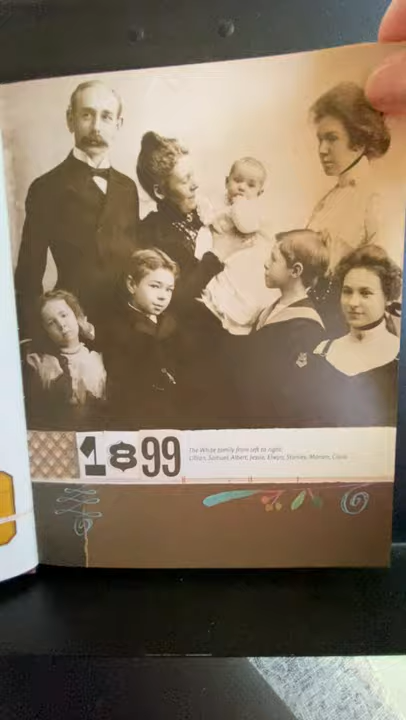 1899
The White family from left to right;
Lillian, Samuel, Albert, Jessie, Elwyn, Stanley, Marion, Clara